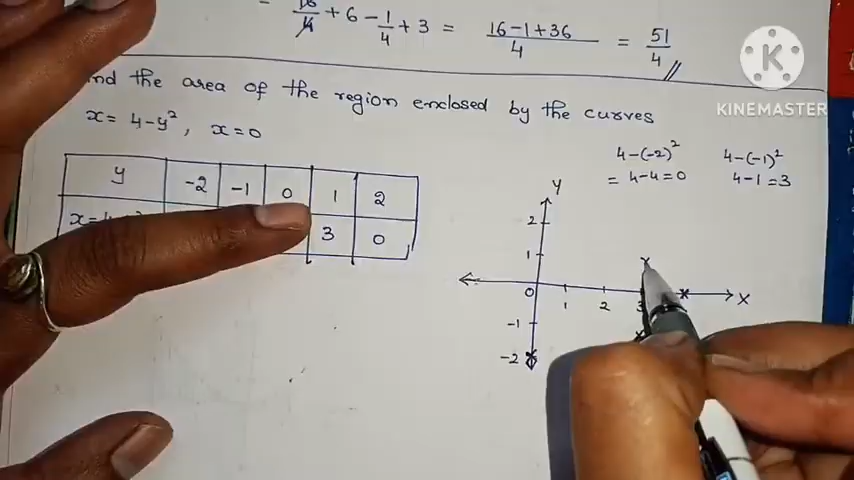 = 16/4 + 6 - 1/4 + 3 = (16-1+36)/4 = 51/4
the area of the region enclosed by the curves
x = 4-y², x=0
y -2 -1 0 1 2
3 0
4-(-2)²
= 4-4=0
4-(-1)²
4-1=3
Y
2
1
0 1 2 3 X
-1
-2
K
KINEMASTER